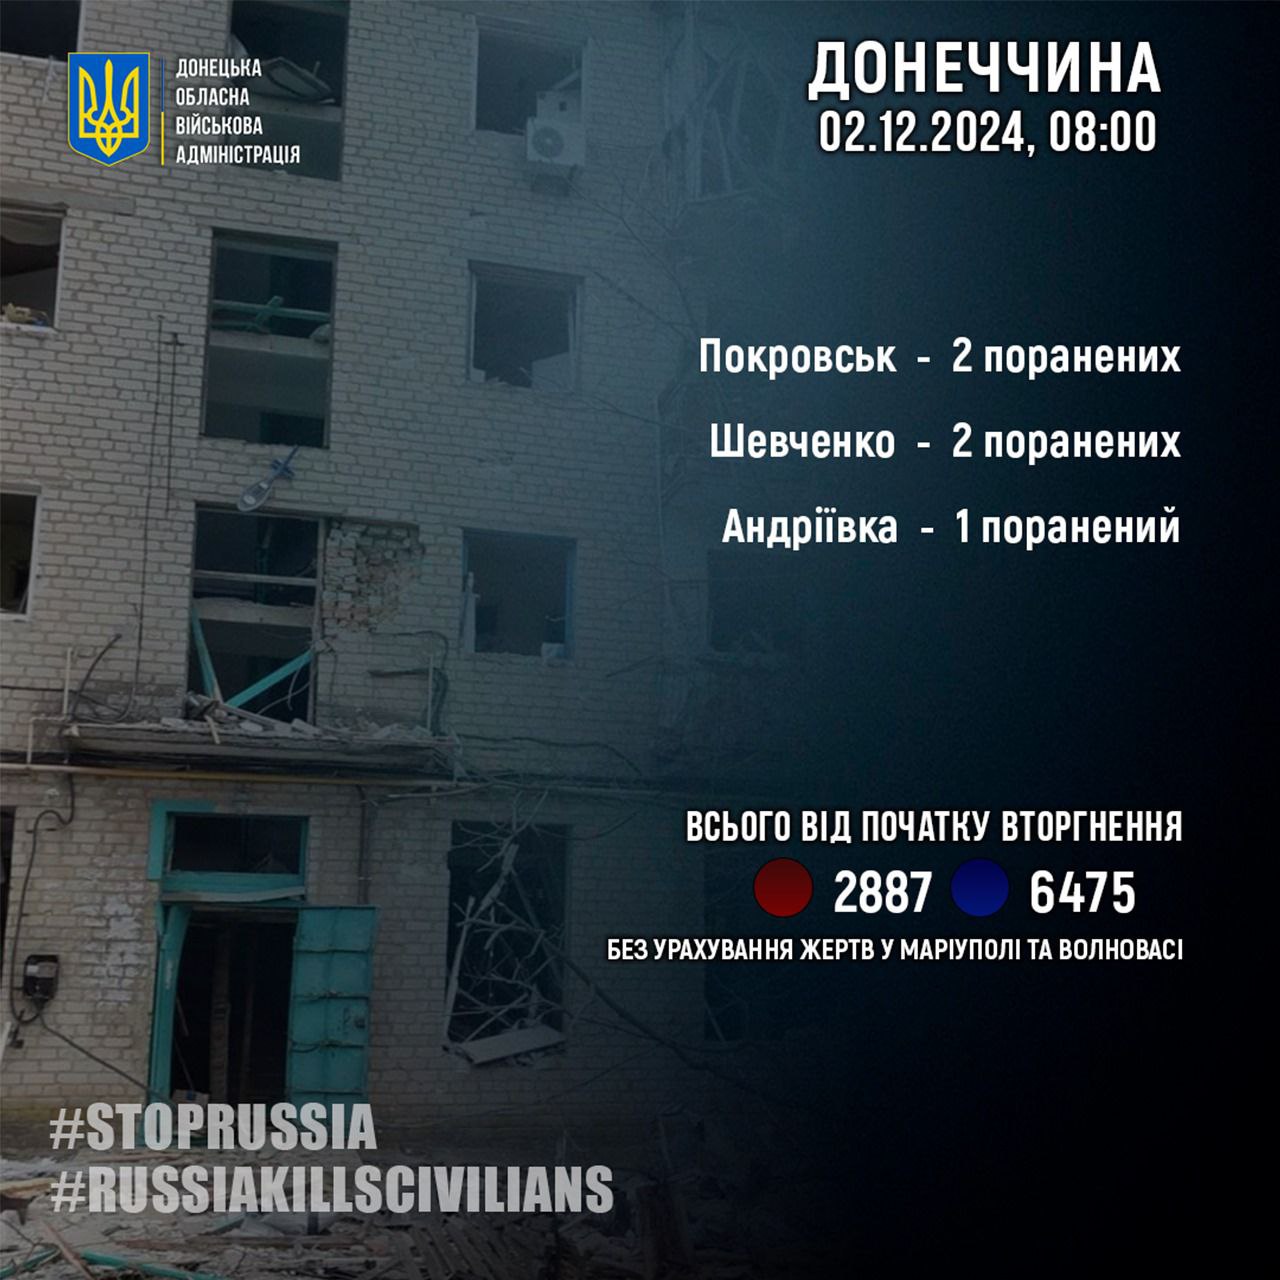 ДОНЕЦЬКА
ОБЛАСНА
ВІЙСЬКОВА
АДМІНІСТРАЦІЯ
ДОНЕЧЧИНА
02.12.2024, 08:00
Покровськ - 2 поранених
Шевченко - 2 поранених
Андріївка - 1 поранений
ВСЬОГО ВІД ПОЧАТКУ ВТОРГНЕННЯ
2887 6475
БЕЗ УРАХУВАННЯ ЖЕРТВ У МАРІУПОЛІ ТА ВОЛНОВАСІ
#STOPRUSSIA
#RUSSIAKILLSCIVILIANS